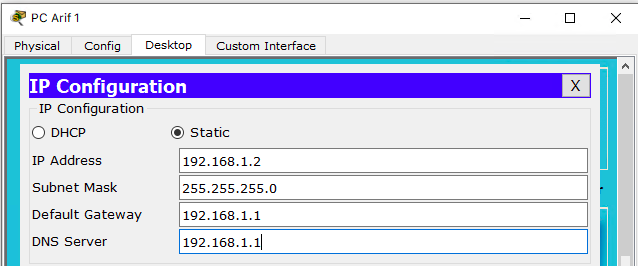 PC Arif 1
Physical Config Desktop Custom Interface
IP Configuration X
IP Configuration
DHCP Static
IP Address 192.168.1.2
Subnet Mask 255.255.255.0
Default Gateway 192.168.1.1
DNS Server 192.168.1.1